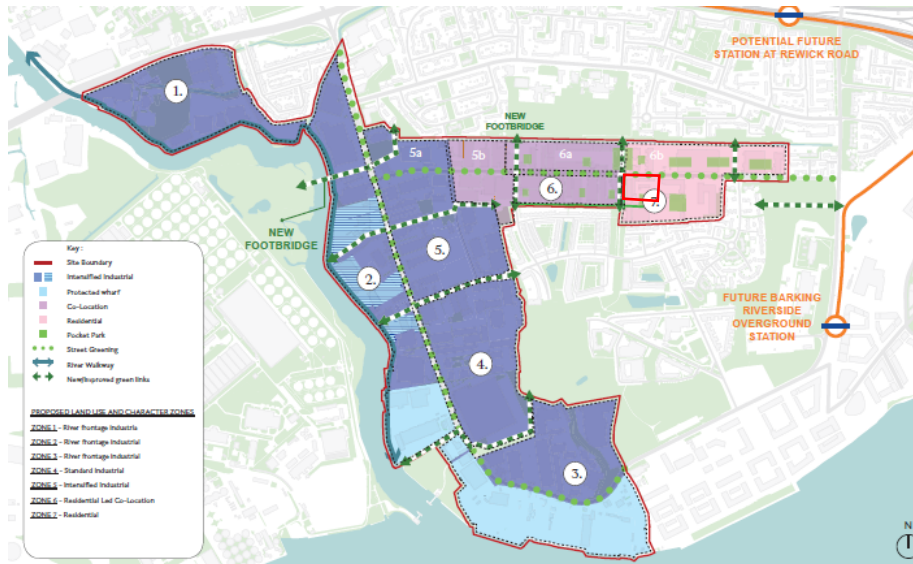 POTENTIAL FUTURE
STATION AT REWICK ROAD
1.
NEW
FOOTBRIDGE
5a
5b
6a
6b
6.
7.
NEW
FOOTBRIDGE
5.
2.
FUTURE BARKING
RIVERSIDE
OVERGROUND
STATION
4.
3.
Key :
Site Boundary
Intensified Industrial
Protected wharf
Co-Location
Residential
Pocket Park
Street Greening
River Walkway
New/Improved green links
PROPOSED LAND USE AND CHARACTER ZONES
ZONE 1 - River frontage Industrial
ZONE 2 - River frontage Industrial
ZONE 3 - River frontage Industrial
ZONE 4 - Standard Industrial
ZONE 5 - Intensified Industrial
ZONE 6 - Residential Led Co-Location
ZONE 7 - Residential
N